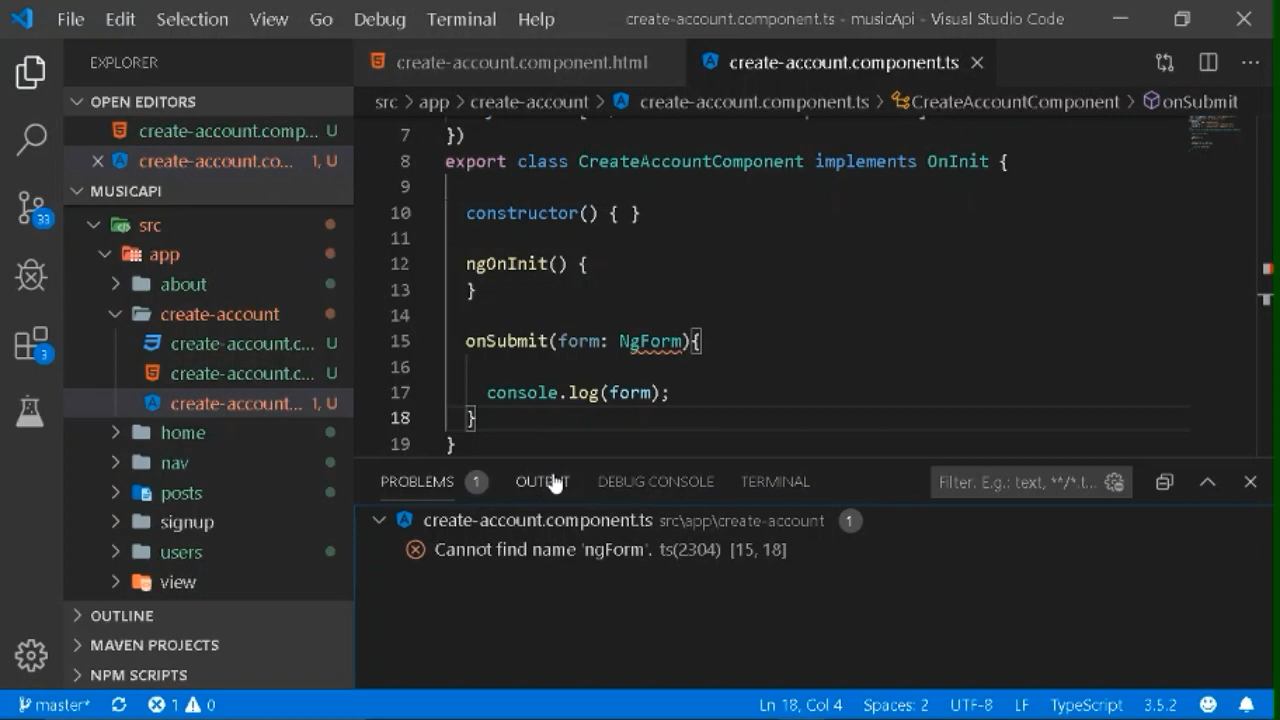 File Edit Selection View Go Debug Terminal Help create-account.component.ts - musicApi - Visual Studio Code
EXPLORER
OPEN EDITORS
create-account.comp... U
create-account.co... 1, U
MUSICAPI
src
app
about
create-account
create-account.c... U
create-account.c... U
create-account... 1, U
home
nav
posts
signup
users
view
OUTLINE
MAVEN PROJECTS
NPM SCRIPTS
33
3
create-account.component.html create-account.component.ts
src > app > create-account > create-account.component.ts > CreateAccountComponent > onSubmit
7 })
8 export class CreateAccountComponent implements OnInit {
9
10 constructor() { }
11
12 ngOnInit() {
13 }
14
15 onSubmit(form: NgForm){
16
17 console.log(form);
18 }
19 }
PROBLEMS 1 OUTPUT DEBUG CONSOLE TERMINAL Filter. E.g.: text, **/*.t...
create-account.component.ts src\app\create-account 1
Cannot find name 'ngForm'. ts(2304) [15, 18]
master* 1 0 Ln 18, Col 4 Spaces: 2 UTF-8 LF TypeScript 3.5.2